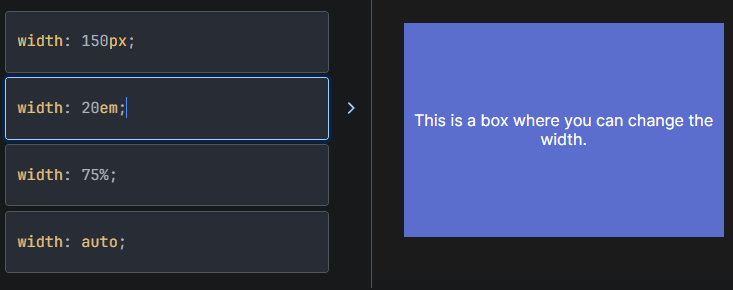 width: 150px;
width: 20em;
width: 75%;
width: auto;
This is a box where you can change the
width.